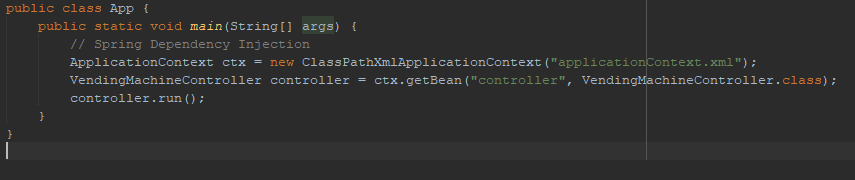 public class App {
    public static void main(String[] args) {
        // Spring Dependency Injection
        ApplicationContext ctx = new ClassPathXmlApplicationContext("applicationContext.xml");
        VendingMachineController controller = ctx.getBean("controller", VendingMachineController.class);
        controller.run();
    }
}